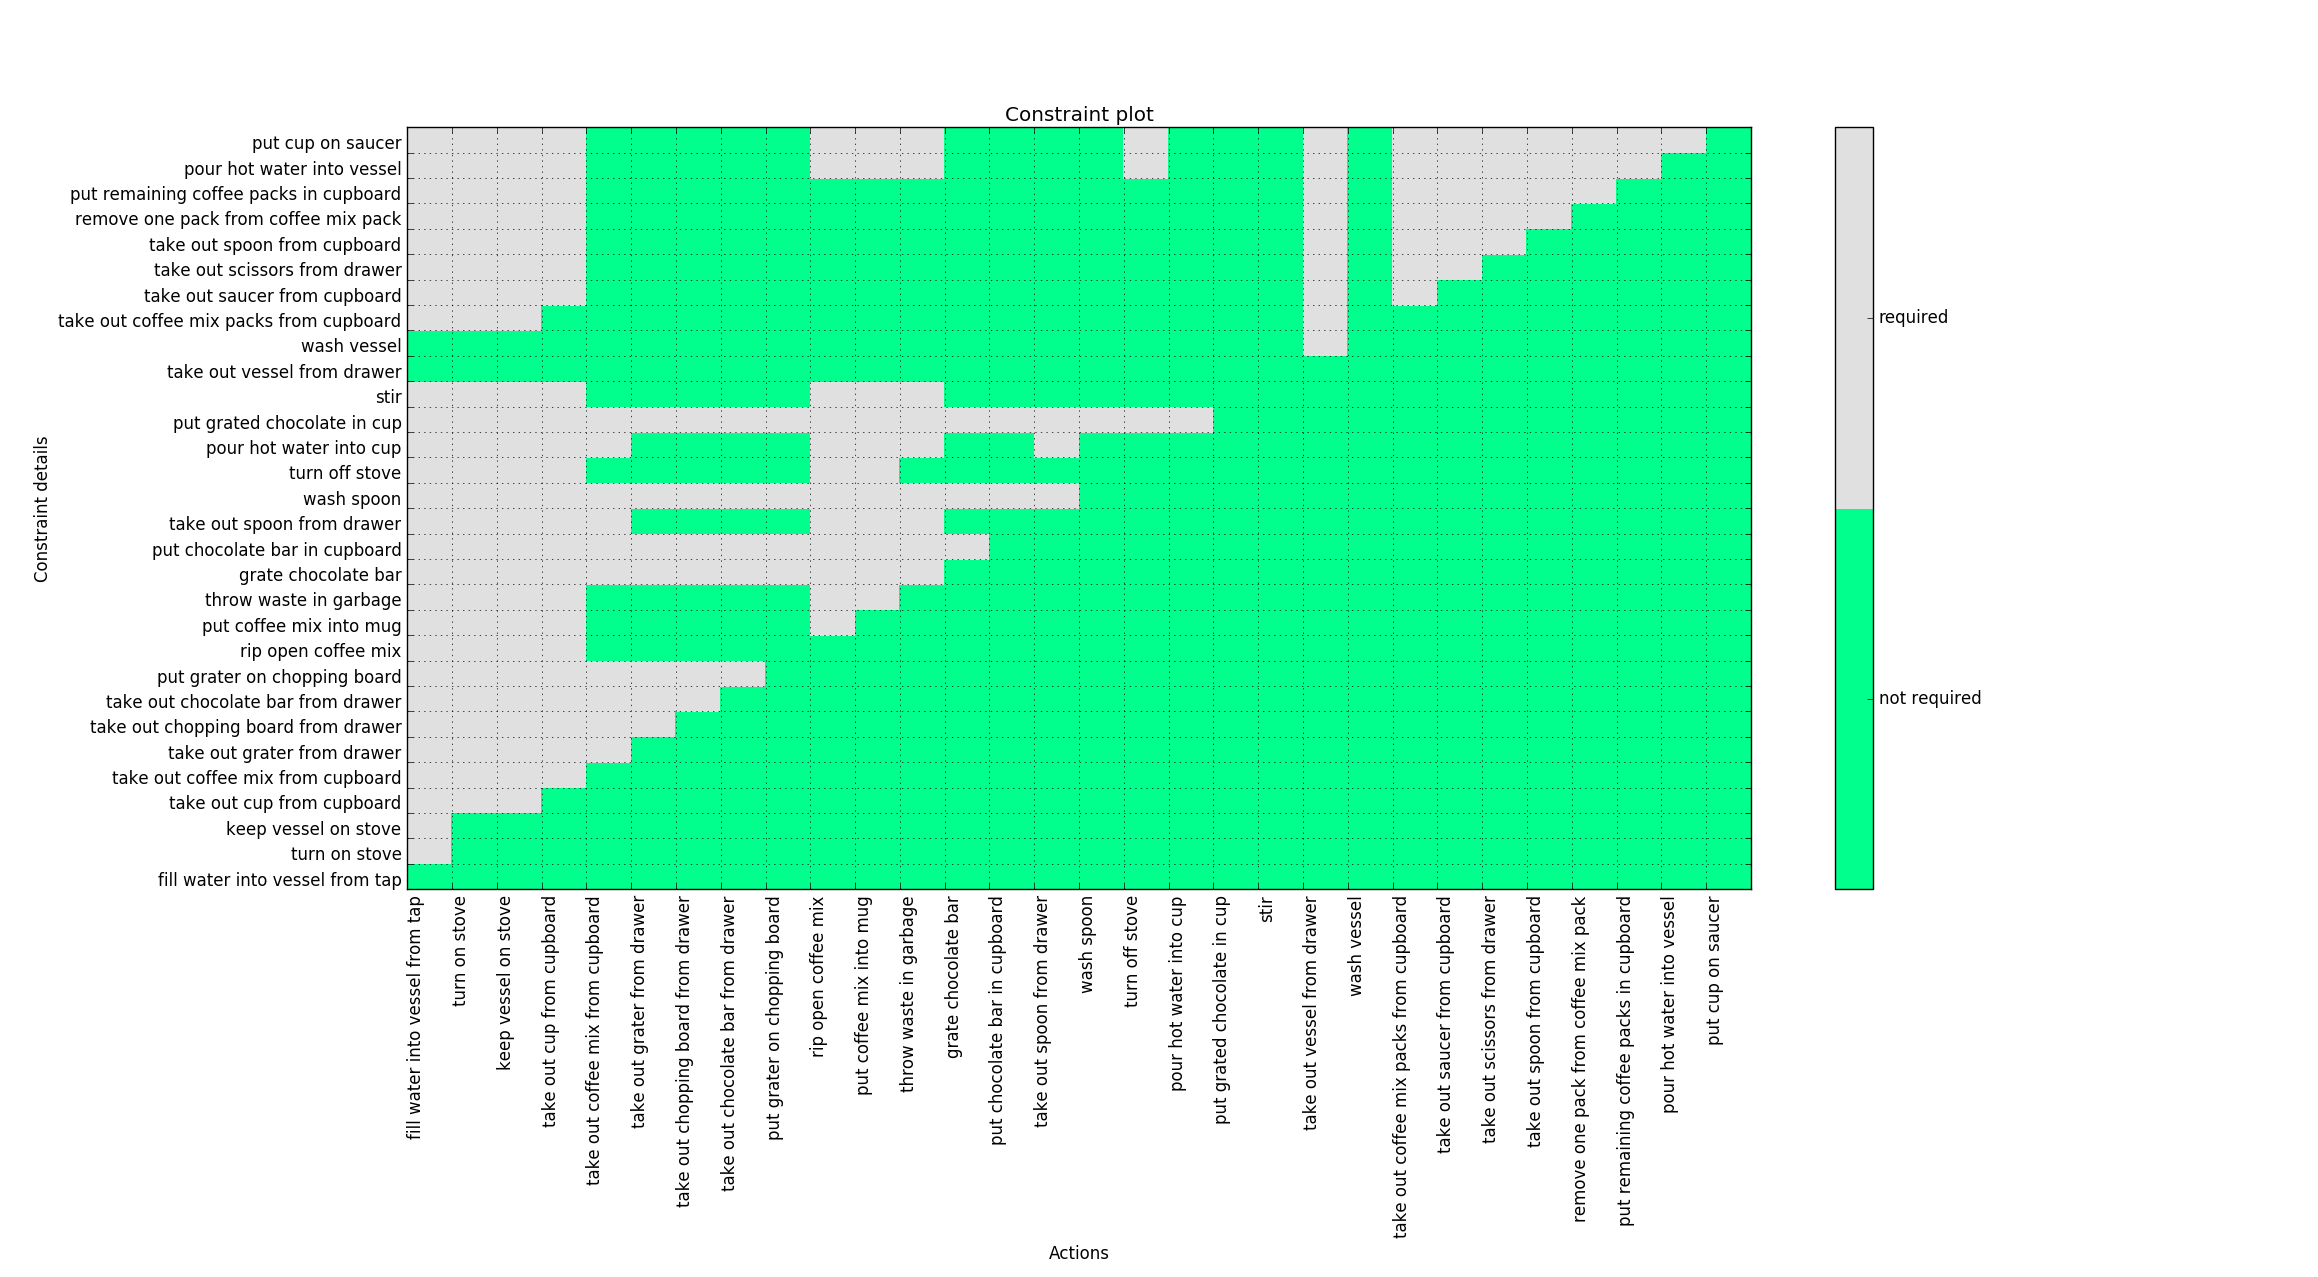 Constraint plot
put cup on saucer
pour hot water into vessel
put remaining coffee packs in cupboard
remove one pack from coffee mix pack
take out spoon from cupboard
take out scissors from drawer
take out saucer from cupboard
take out coffee mix packs from cupboard
wash vessel
take out vessel from drawer
stir
put grated chocolate in cup
pour hot water into cup
turn off stove
wash spoon
take out spoon from drawer
put chocolate bar in cupboard
grate chocolate bar
throw waste in garbage
put coffee mix into mug
rip open coffee mix
put grater on chopping board
take out chocolate bar from drawer
take out chopping board from drawer
take out grater from drawer
take out coffee mix from cupboard
take out cup from cupboard
keep vessel on stove
turn on stove
fill water into vessel from tap
Constraint details
fill water into vessel from tap
turn on stove
keep vessel on stove
take out cup from cupboard
take out coffee mix from cupboard
take out grater from drawer
take out chopping board from drawer
take out chocolate bar from drawer
put grater on chopping board
rip open coffee mix
put coffee mix into mug
throw waste in garbage
grate chocolate bar
put chocolate bar in cupboard
take out spoon from drawer
wash spoon
turn off stove
pour hot water into cup
put grated chocolate in cup
stir
take out vessel from drawer
wash vessel
take out coffee mix packs from cupboard
take out saucer from cupboard
take out scissors from drawer
take out spoon from cupboard
remove one pack from coffee mix pack
put remaining coffee packs in cupboard
pour hot water into vessel
put cup on saucer
Actions
required
not required